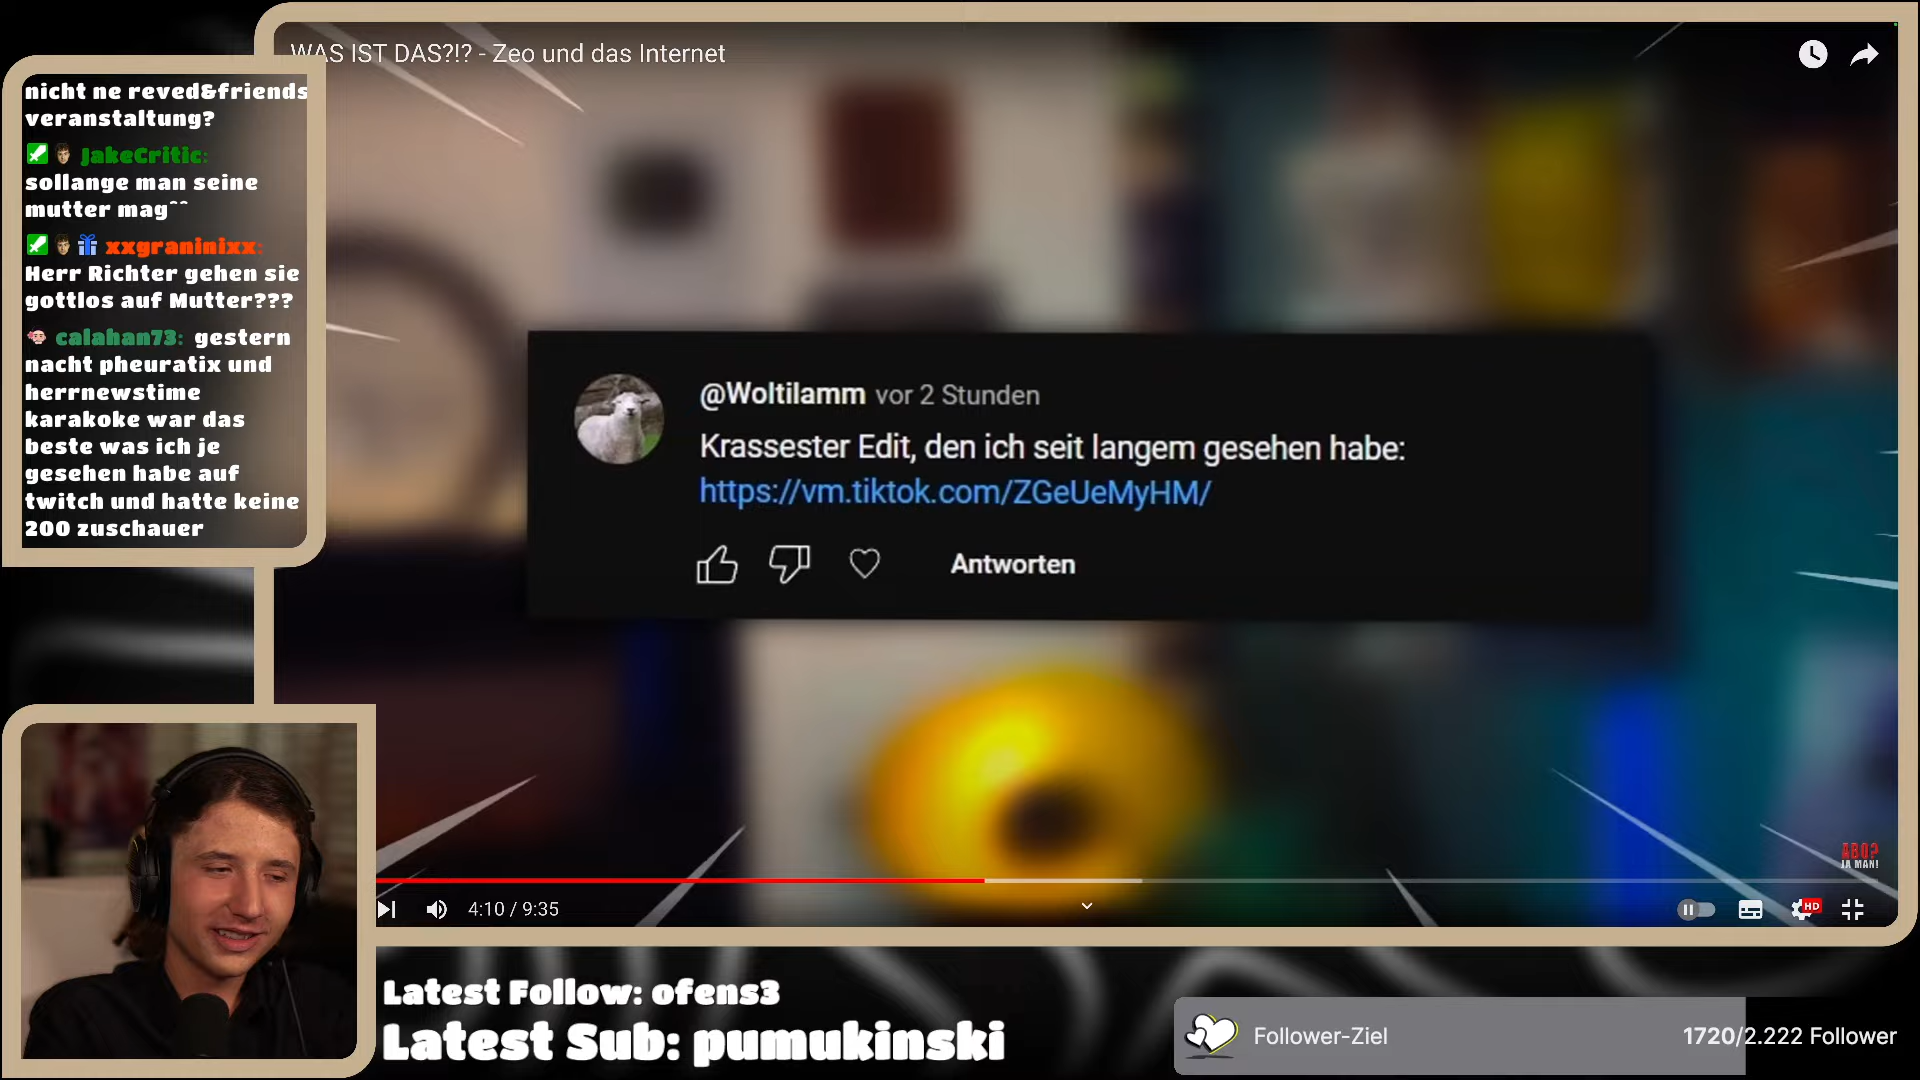 WAS IST DAS?!? - Zeo und das Internet
nicht ne reved&friends
veranstaltung?
JakeCritic:
sollange man seine
mutter mag^^
xxgraninixx:
Herr Richter gehen sie
gottlos auf Mutter???
calahan73: gestern
nacht pheuratix und
herrnewstime
karakoke war das
beste was ich je
gesehen habe auf
twitch und hatte keine
200 zuschauer
@Woltilamm vor 2 Stunden
Krassester Edit, den ich seit langem gesehen habe:
https://vm.tiktok.com/ZGeUeMyHM/
Antworten
ABO?
JA MAN!
4:10 / 9:35
HD
Latest Follow: ofens3
Latest Sub: pumukinski
Follower-Ziel
1720/2.222 Follower